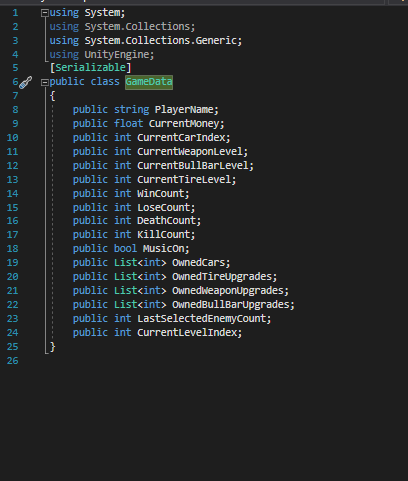 1 using System;
2 using System.Collections;
3 using System.Collections.Generic;
4 using UnityEngine;
5 [Serializable]
6 public class GameData
7 {
8 public string PlayerName;
9 public float CurrentMoney;
10 public int CurrentCarIndex;
11 public int CurrentWeaponLevel;
12 public int CurrentBullBarLevel;
13 public int CurrentTireLevel;
14 public int WinCount;
15 public int LoseCount;
16 public int DeathCount;
17 public int KillCount;
18 public bool MusicOn;
19 public List<int> OwnedCars;
20 public List<int> OwnedTireUpgrades;
21 public List<int> OwnedWeaponUpgrades;
22 public List<int> OwnedBullBarUpgrades;
23 public int LastSelectedEnemyCount;
24 public int CurrentLevelIndex;
25 }
26